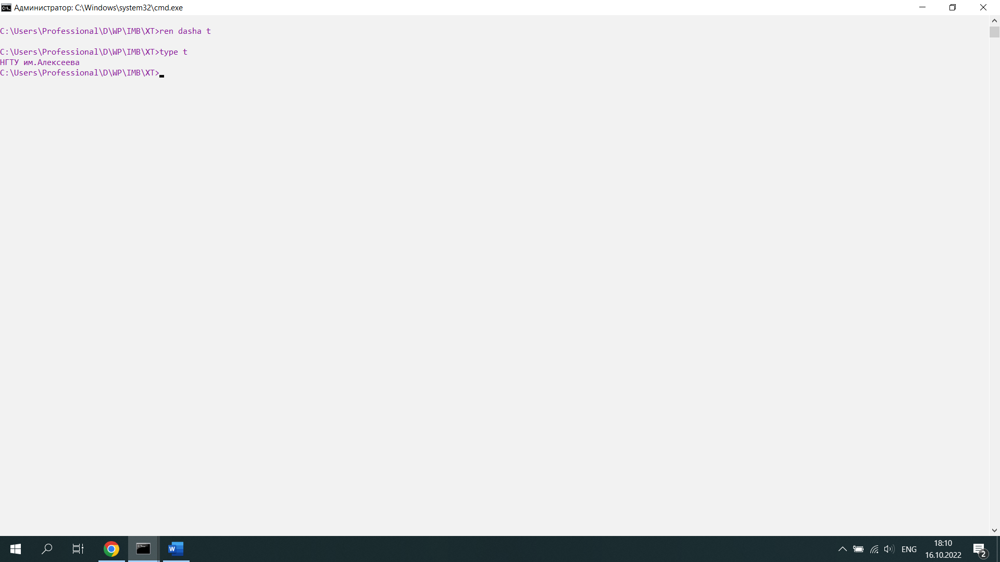 Администратор: C:\Windows\system32\cmd.exe
C:\Users\Professional\D\WP\IMB\XT>ren dasha t
C:\Users\Professional\D\WP\IMB\XT>type t
НГТУ им.Алексеева
C:\Users\Professional\D\WP\IMB\XT>
ENG
18:10
16.10.2022
2